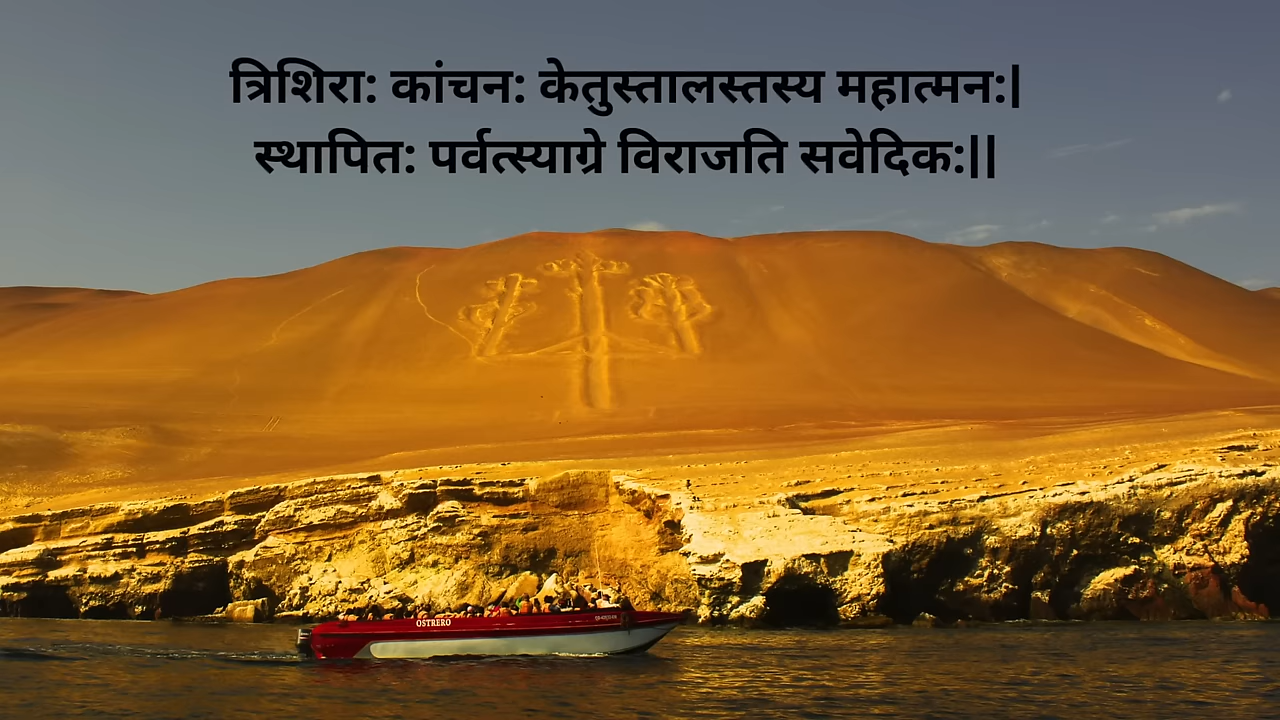 त्रिशिरा: कांचन: केतुस्तालस्तस्य महात्मन:|
स्थापित: पर्वत्स्याग्रे विराजति सवेदिक:||
OSTRERO